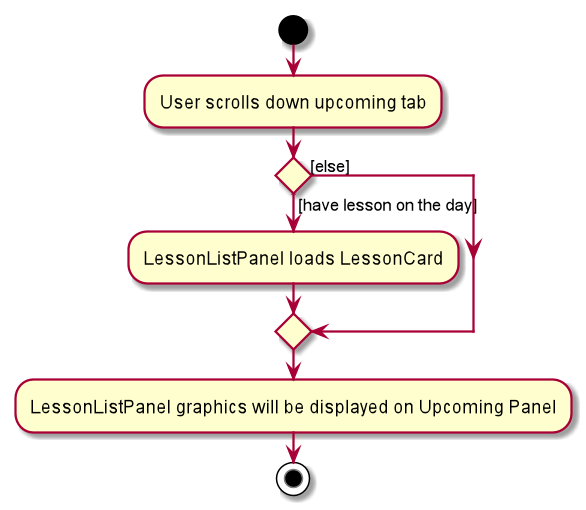 User scrolls down upcoming tab
[else]
[have lesson on the day]
LessonListPanel loads LessonCard
LessonListPanel graphics will be displayed on Upcoming Panel